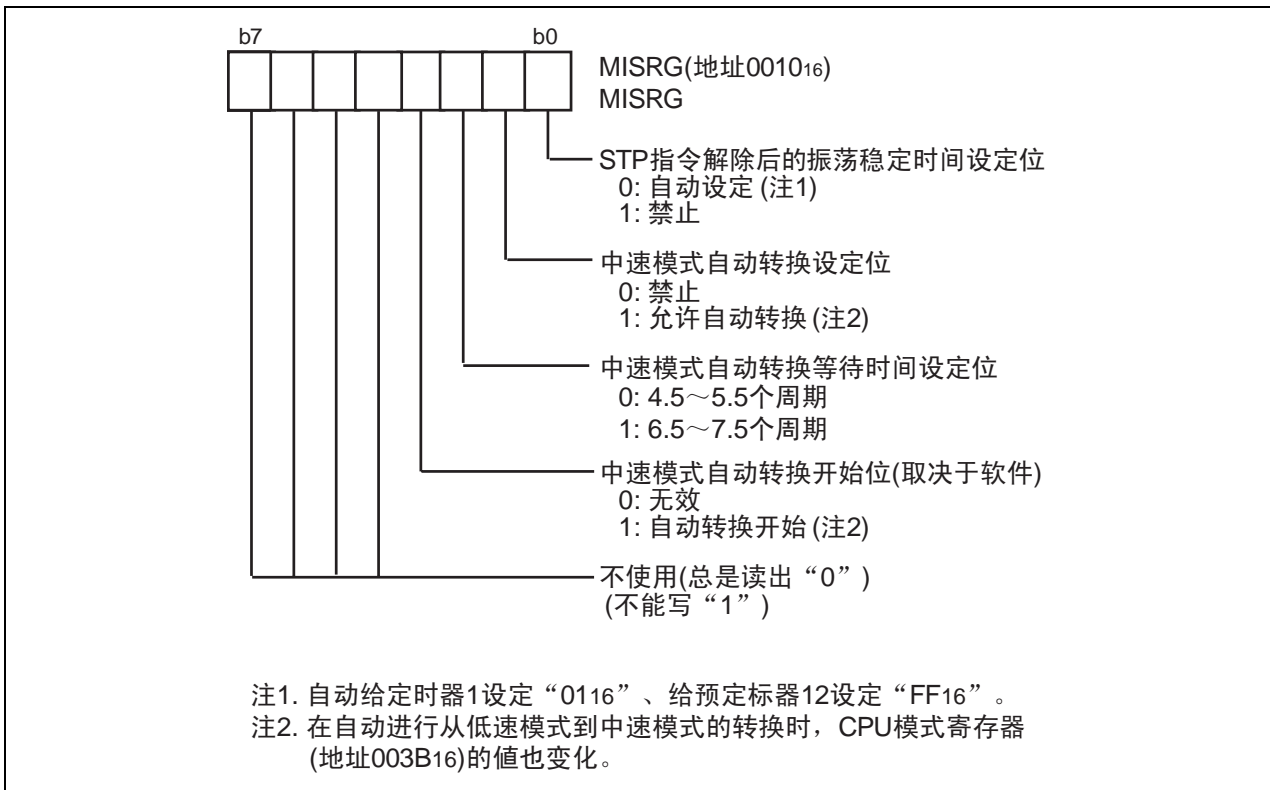 b7 b0
MISRG(地址0010₁₆)
MISRG
STP指令解除后的振荡稳定时间设定位
0: 自动设定 (注1)
1: 禁止
中速模式自动转换设定位
0: 禁止
1: 允许自动转换 (注2)
中速模式自动转换等待时间设定位
0: 4.5～5.5个周期
1: 6.5～7.5个周期
中速模式自动转换开始位(取决于软件)
0: 无效
1: 自动转换开始 (注2)
不使用(总是读出“0”)
(不能写“1”)
注1. 自动给定时器1设定“01₁₆”、给预定标器12设定“FF₁₆”。
注2. 在自动进行从低速模式到中速模式的转换时，CPU模式寄存器
(地址003B₁₆)的值也变化。